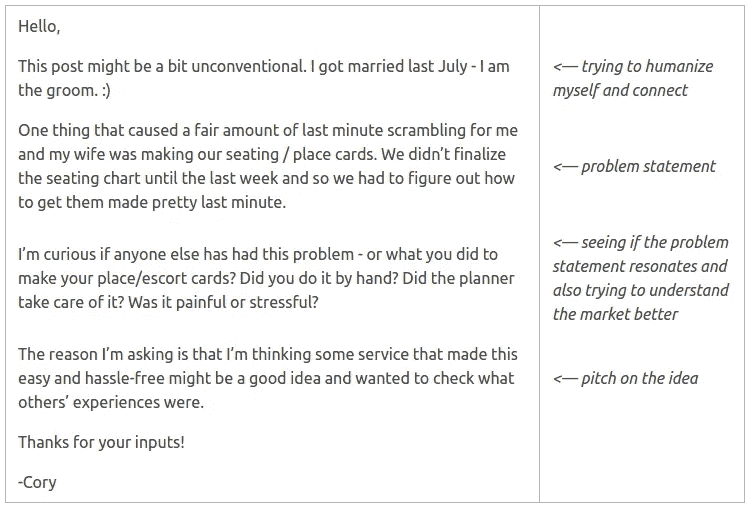 Hello,
This post might be a bit unconventional. I got married last July - I am
the groom. :)
<— trying to humanize
myself and connect
One thing that caused a fair amount of last minute scrambling for me
and my wife was making our seating / place cards. We didn’t finalize
the seating chart until the last week and so we had to figure out how
to get them made pretty last minute.
<— problem statement
I’m curious if anyone else has had this problem - or what you did to
make your place/escort cards? Did you do it by hand? Did the planner
take care of it? Was it painful or stressful?
<— seeing if the problem
statement resonates and
also trying to understand
the market better
The reason I’m asking is that I’m thinking some service that made this
easy and hassle-free might be a good idea and wanted to check what
others’ experiences were.
<— pitch on the idea
Thanks for your inputs!
-Cory